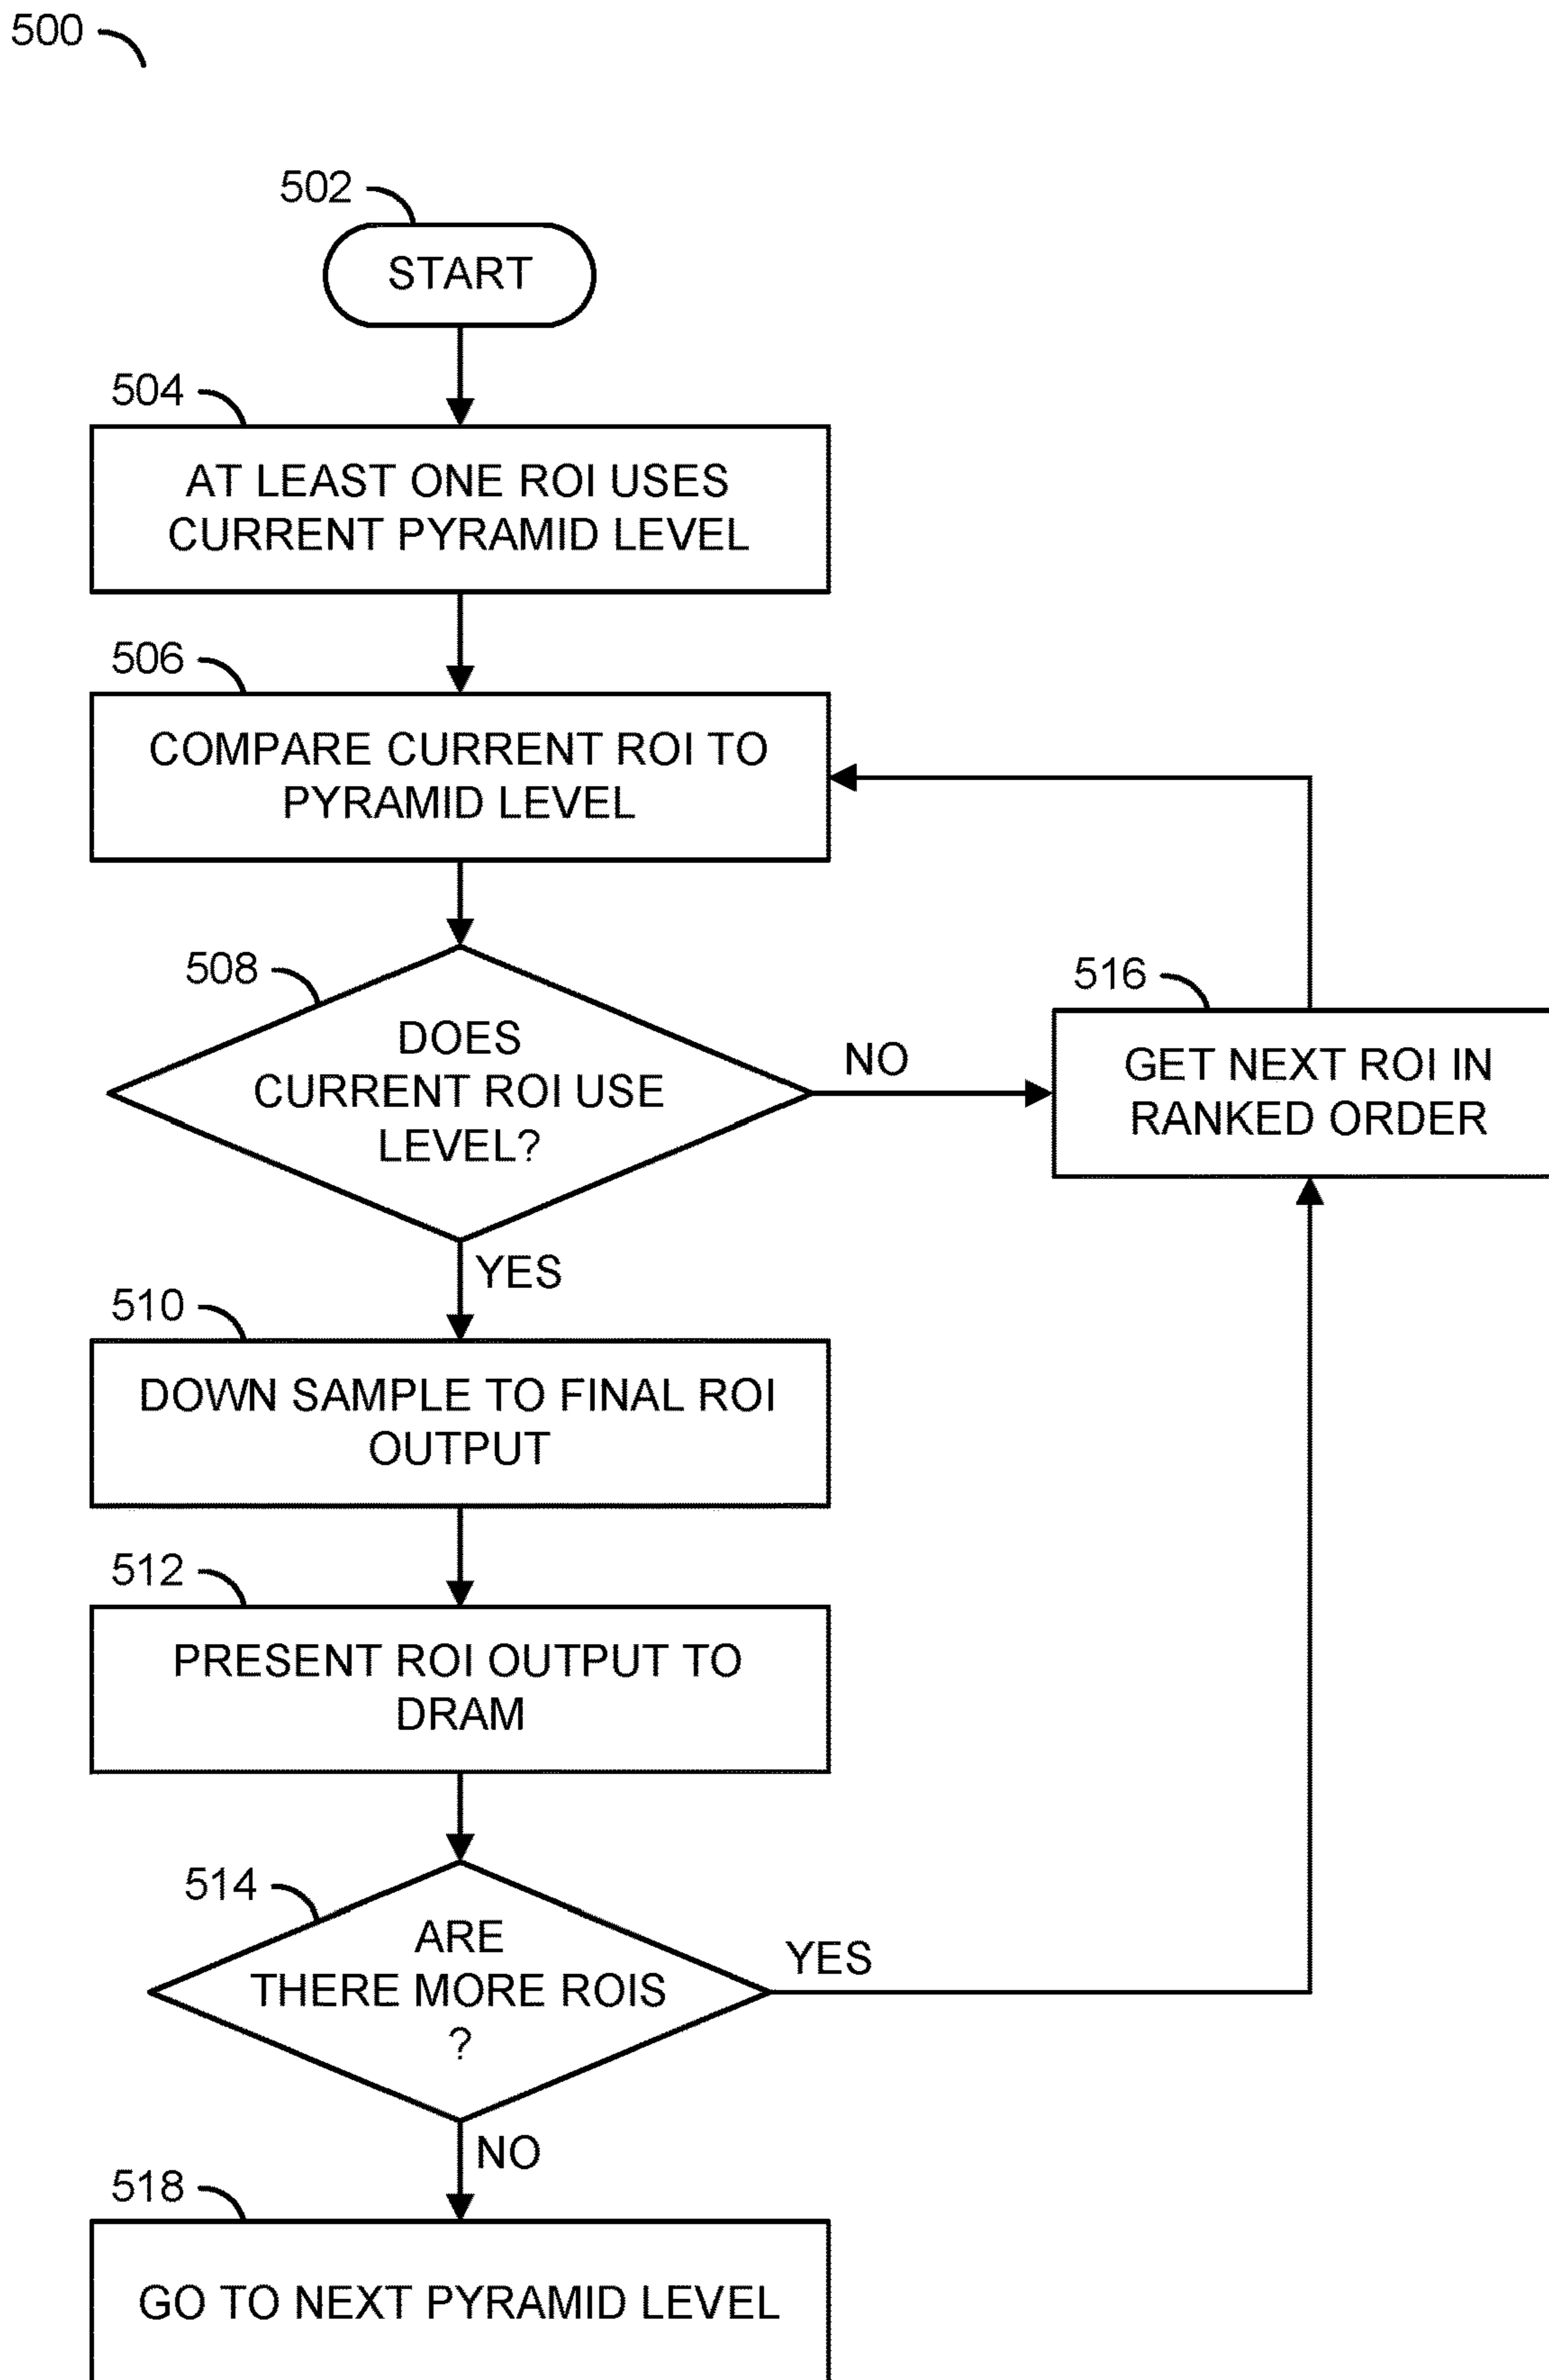 500
502
START
504
AT LEAST ONE ROI USES
CURRENT PYRAMID LEVEL
506
COMPARE CURRENT ROI TO
PYRAMID LEVEL
508
DOES
CURRENT ROI USE
LEVEL?
NO
516
GET NEXT ROI IN
RANKED ORDER
YES
510
DOWN SAMPLE TO FINAL ROI
OUTPUT
512
PRESENT ROI OUTPUT TO
DRAM
514
ARE
THERE MORE ROIS
?
YES
NO
518
GO TO NEXT PYRAMID LEVEL